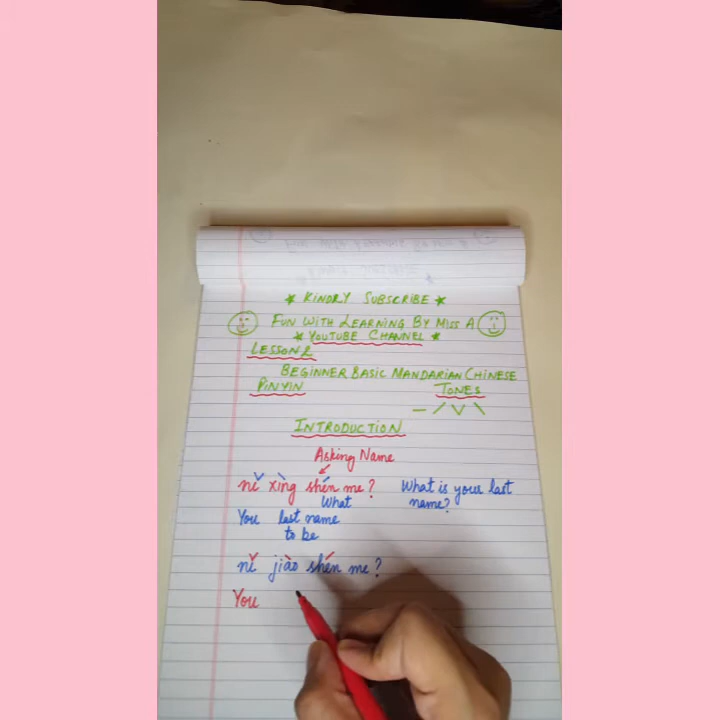 ★ KINDRY SUBSCRIBE ★
FUN WITH LEARNING BY MISS A
★ YOUTUBE CHANNEL ★
LESSON 2
BEGINNER BASIC MANDARIAN CHINESE
PINYIN TONES
— / ∨ \
INTRODUCTION
Asking Name
nǐ xìng shén me? What is your last
What name?
You last name
to be
nǐ jiào shén me?
You